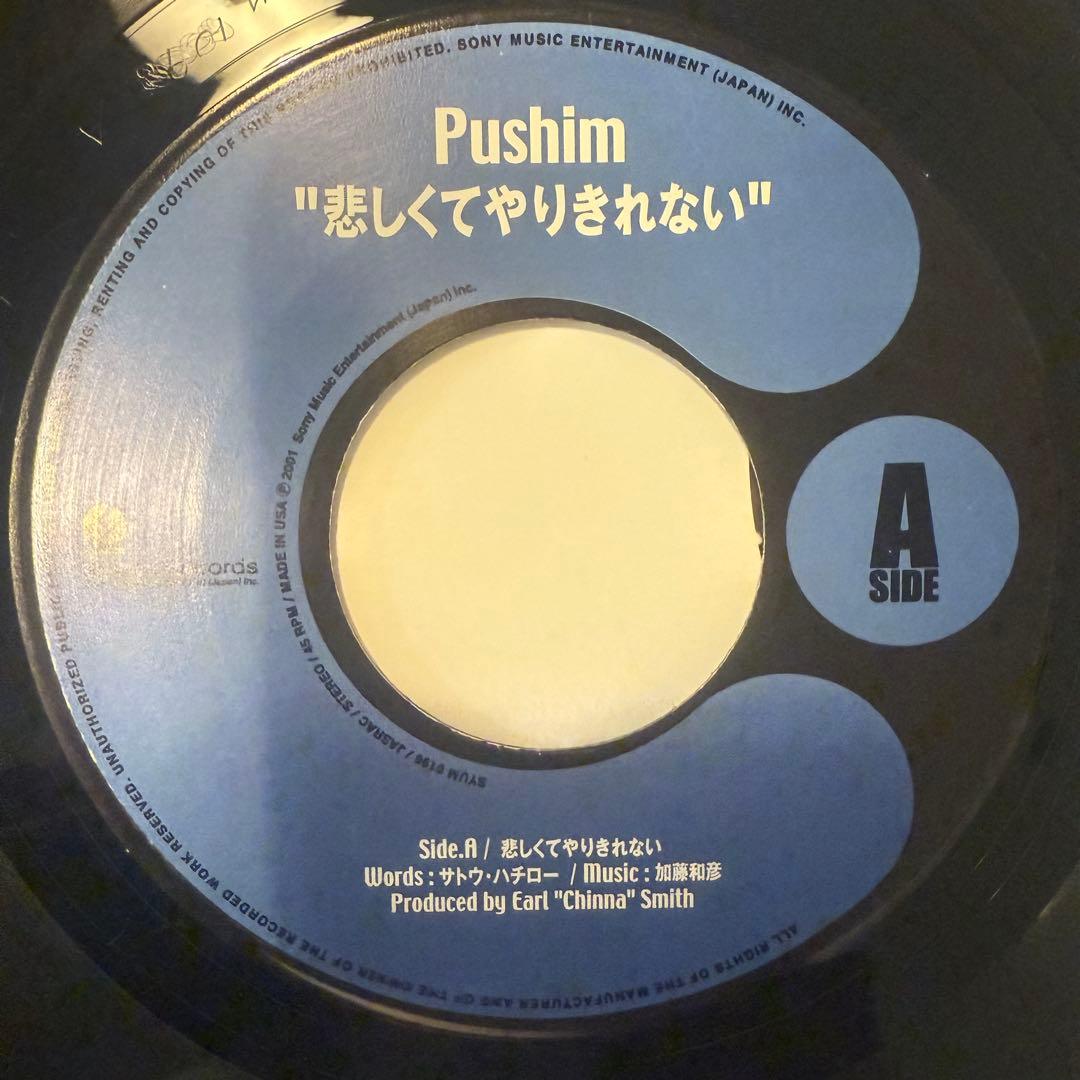 Pushim
"悲しくてやりきれない"
A
SIDE
Side.A / 悲しくてやりきれない
Words : サトウ・ハチロー / Music : 加藤和彦
Produced by Earl "Chinna" Smith
SYUM 0196 / JASRAC / STEREO / 45 RPM / MADE IN USA ℗ 2001 Sony Music Entertainment (Japan) Inc.
ALL RIGHTS OF THE MANUFACTURER AND OF THE OWNER OF THE RECORDED WORK RESERVED. UNAUTHORIZED RENTING AND COPYING OF THIS PROHIBITED. SONY MUSIC ENTERTAINMENT (JAPAN) INC.
(Japan) Inc.